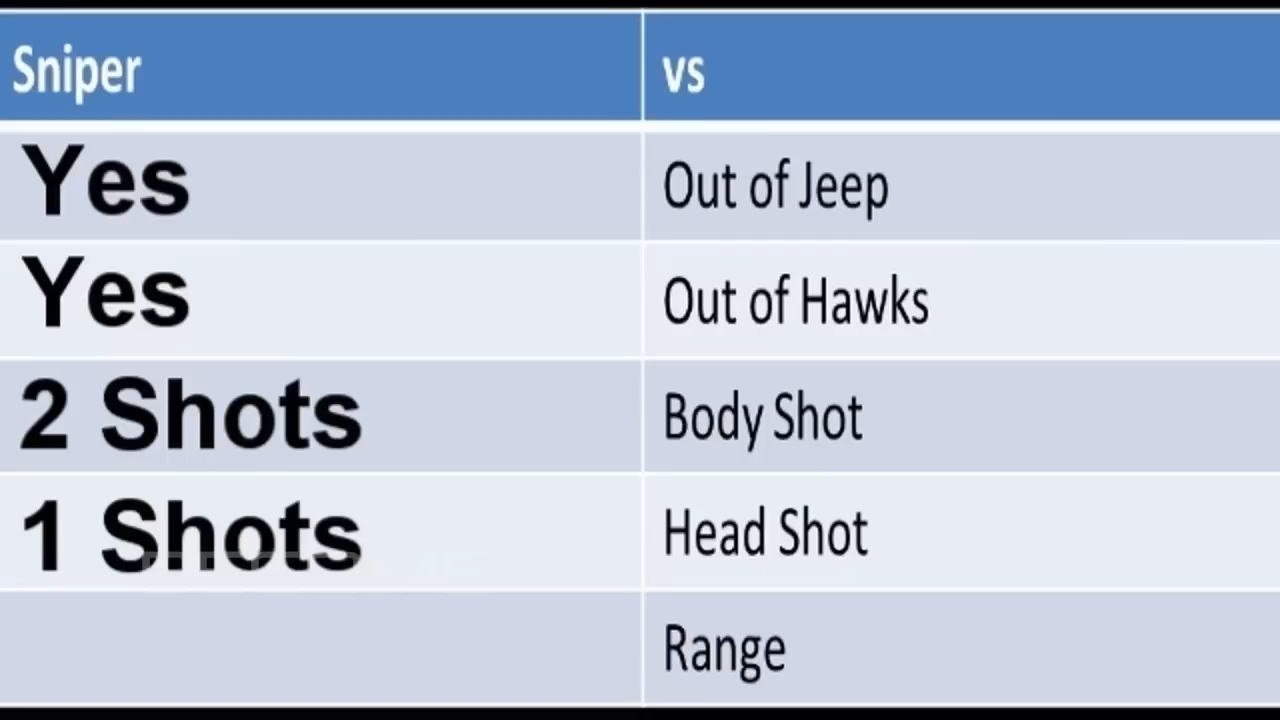 Sniper vs
Yes Out of Jeep
Yes Out of Hawks
2 Shots Body Shot
1 Shots Head Shot
Range